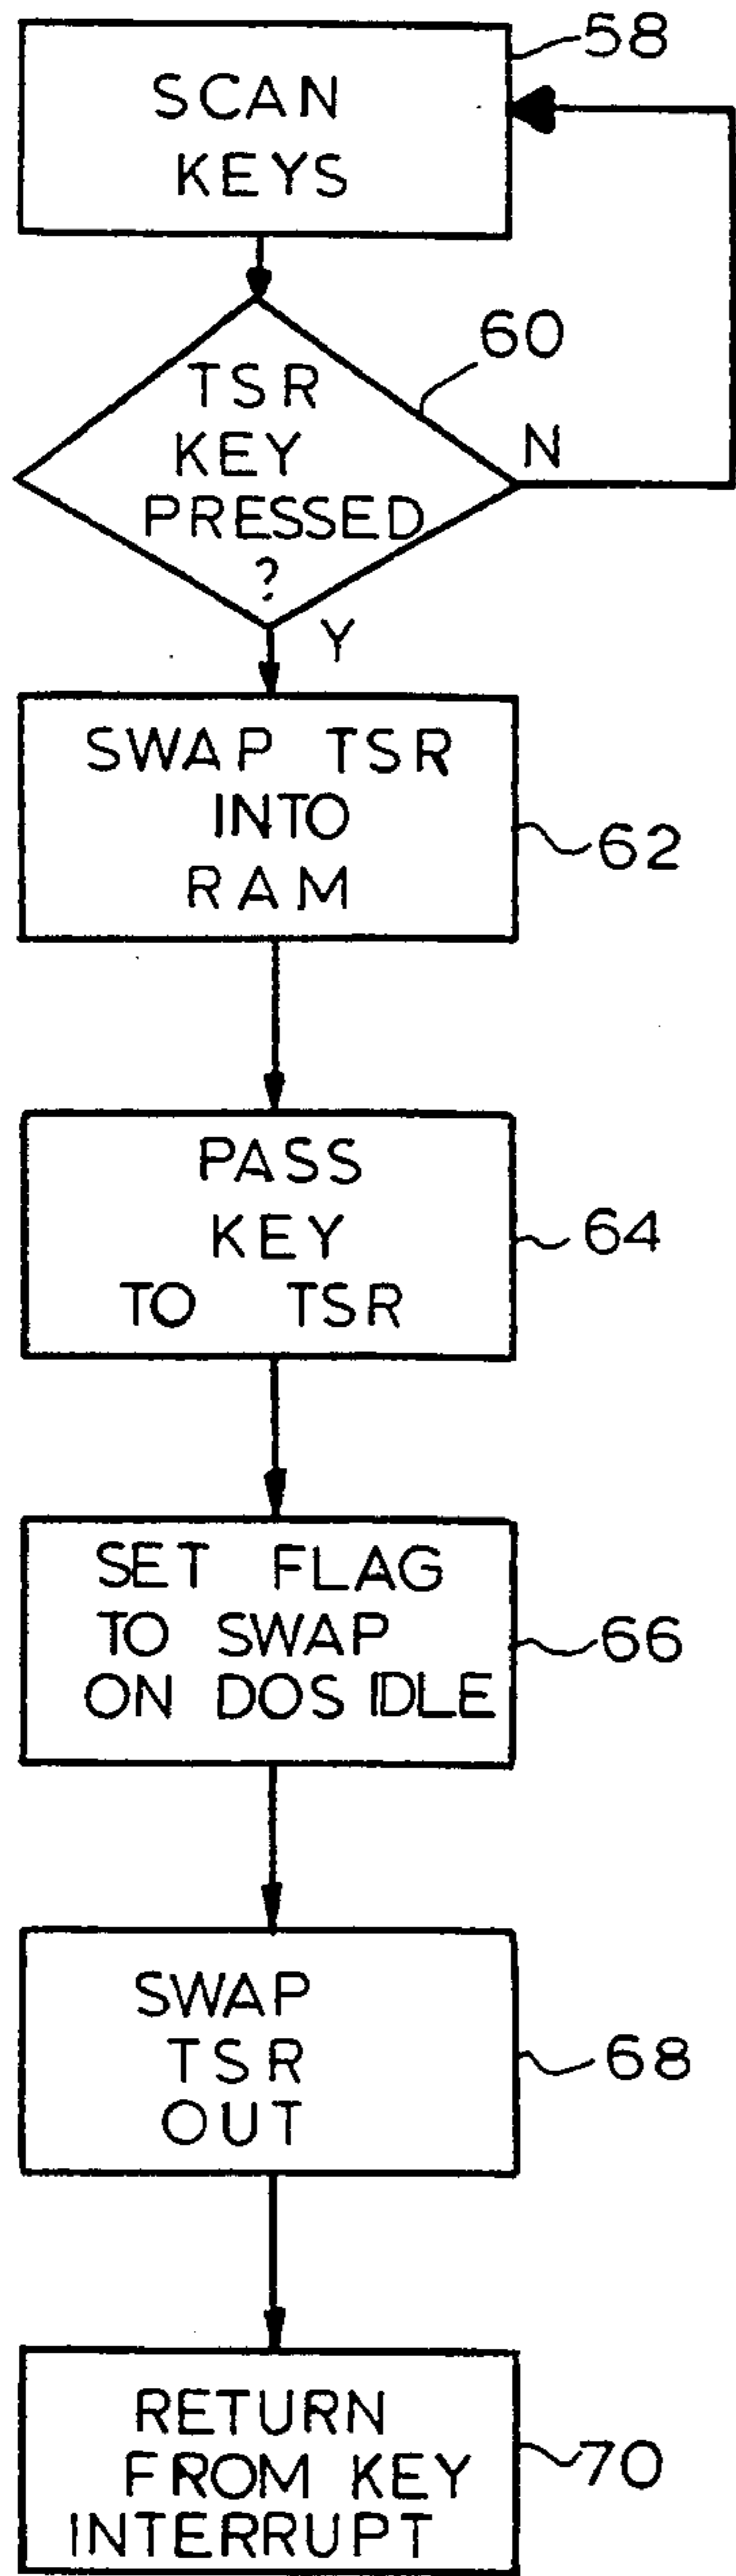 58
SCAN
KEYS
60
TSR
KEY
PRESSED
?
N
Y
SWAP TSR
INTO
RAM
62
PASS
KEY
TO TSR
64
SET FLAG
TO SWAP
ON DOS IDLE
66
SWAP
TSR
OUT
68
RETURN
FROM KEY
INTERRUPT
70